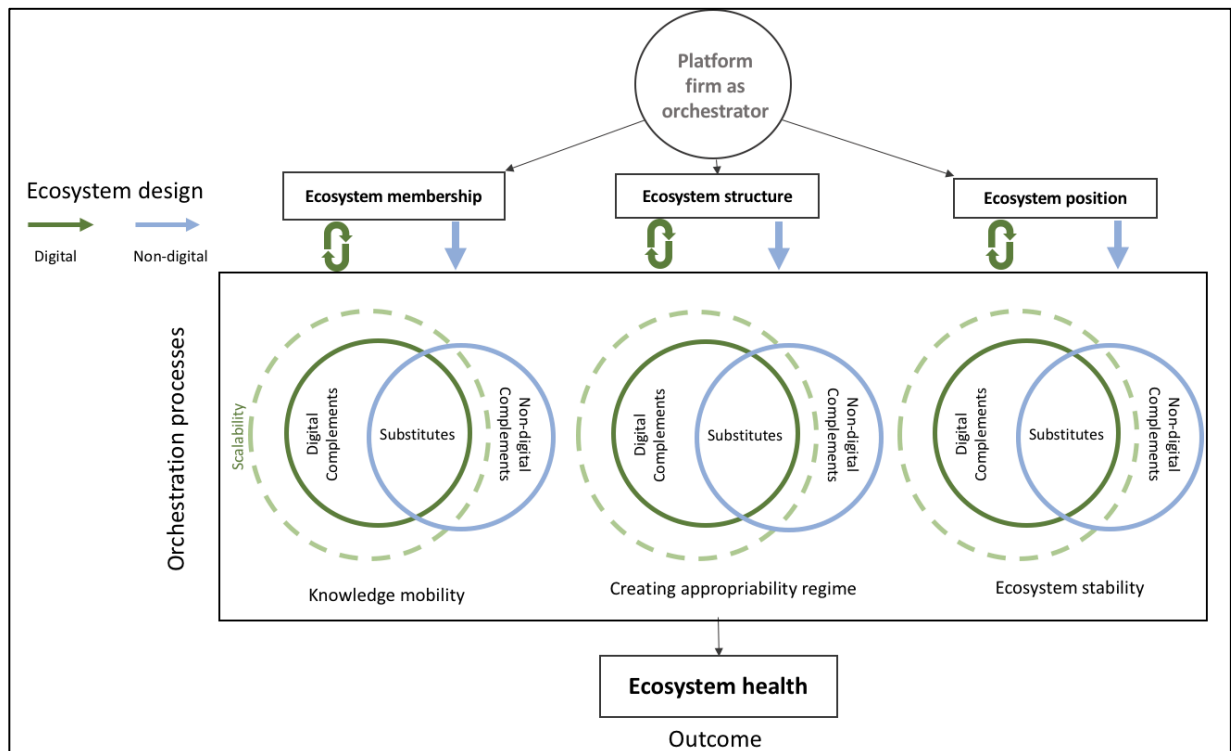 Platform
firm as
orchestrator
Ecosystem design
Digital
Non-digital
Ecosystem membership
Ecosystem structure
Ecosystem position
Orchestration processes
Scalability
Digital
Complements
Substitutes
Non-digital
Complements
Knowledge mobility
Digital
Complements
Substitutes
Non-digital
Complements
Creating appropriability regime
Digital
Complements
Substitutes
Non-digital
Complements
Ecosystem stability
Ecosystem health
Outcome